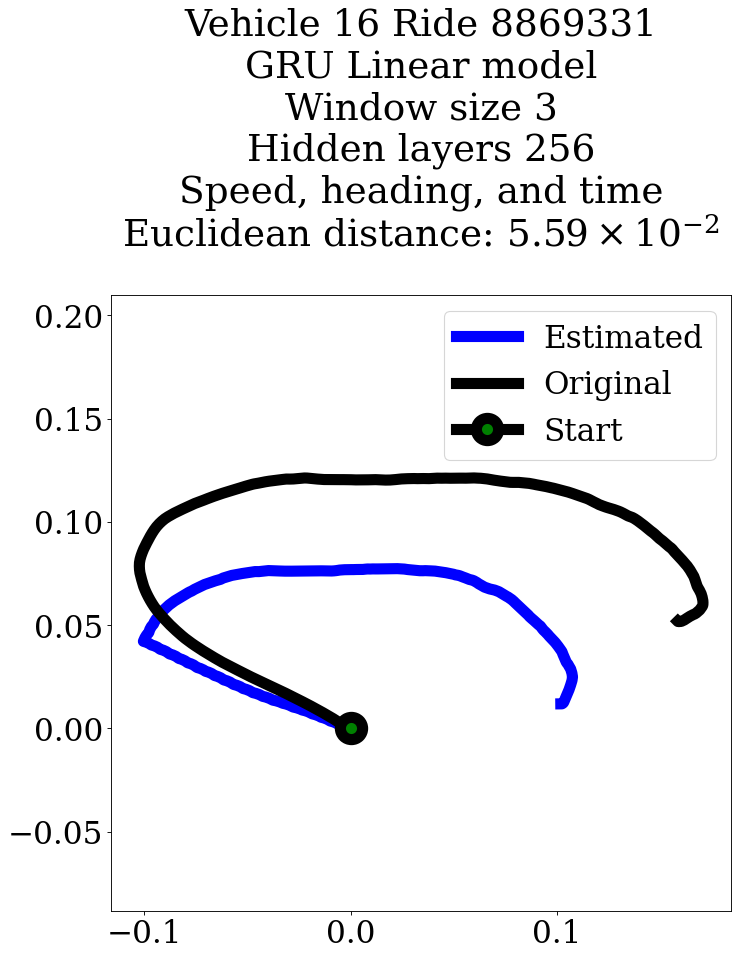 Vehicle 16 Ride 8869331
GRU Linear model
Window size 3
Hidden layers 256
Speed, heading, and time
Euclidean distance: 5.59 × 10⁻²
Estimated
Original
Start
0.20
0.15
0.10
0.05
0.00
−0.05
−0.1 0.0 0.1